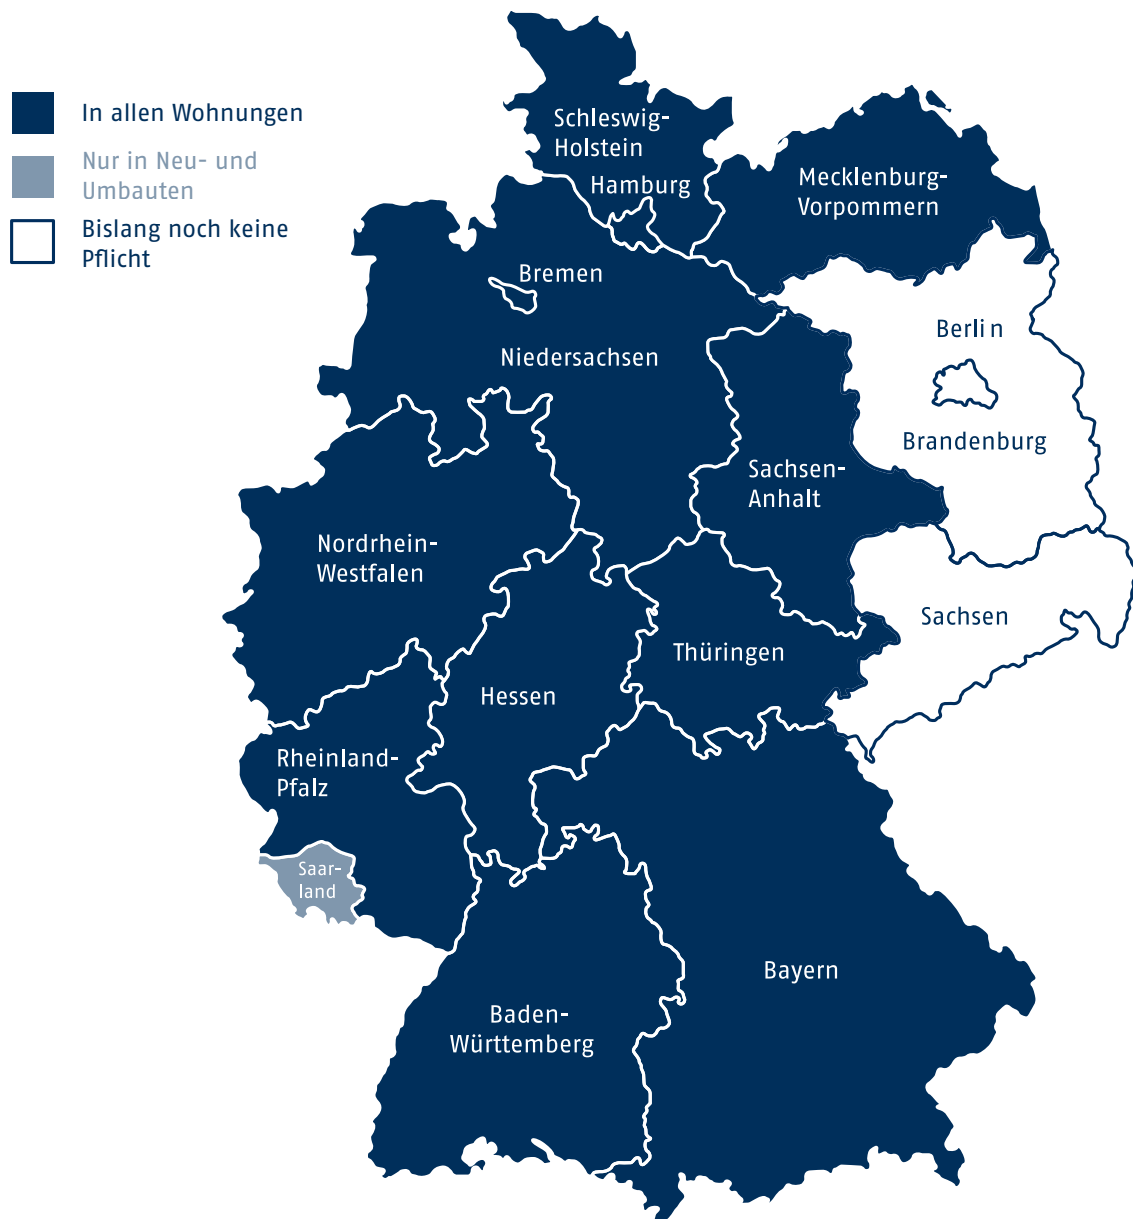 In allen Wohnungen
Nur in Neu- und
Umbauten
Bislang noch keine
Pflicht
Schleswig-
Holstein
Hamburg
Mecklenburg-
Vorpommern
Bremen
Niedersachsen
Berlin
Brandenburg
Sachsen-
Anhalt
Nordrhein-
Westfalen
Sachsen
Thüringen
Hessen
Rheinland-
Pfalz
Saar-
land
Bayern
Baden-
Württemberg